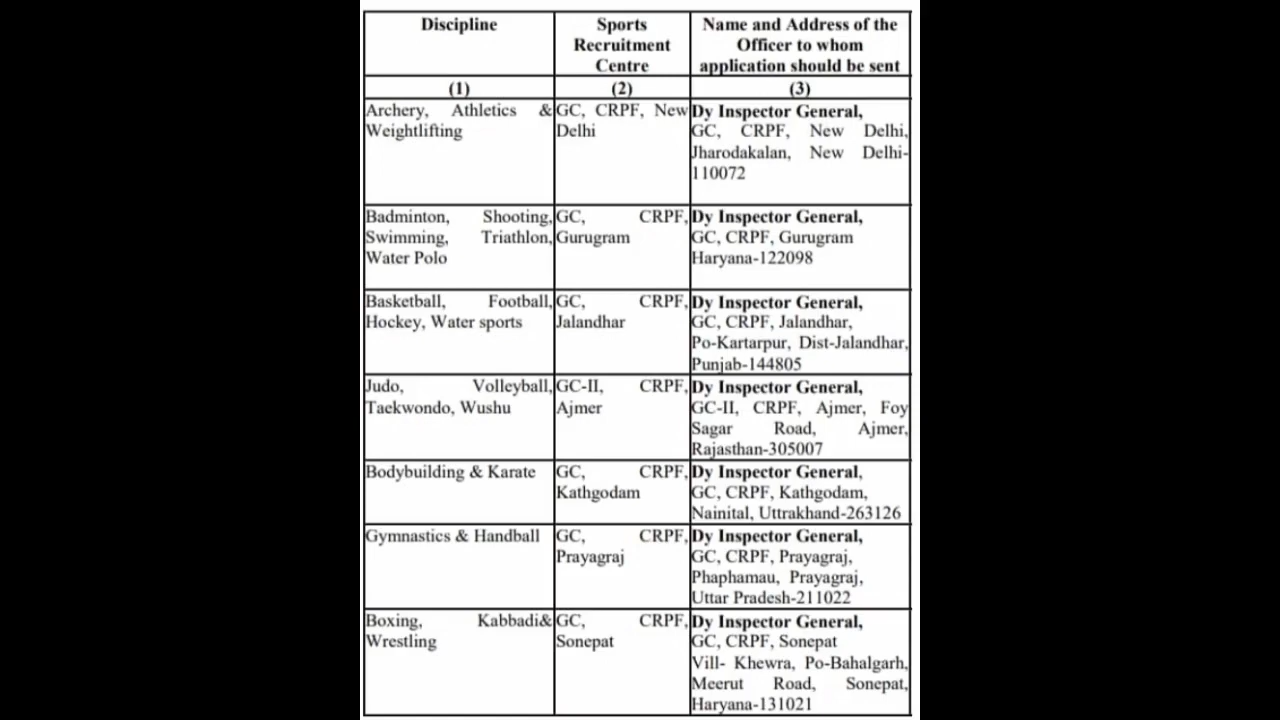 Discipline
Sports
Recruitment
Centre
Name and Address of the
Officer to whom
application should be sent
(1)
(2)
(3)
Archery, Athletics &
Weightlifting
GC, CRPF, New
Delhi
Dy Inspector General,
GC, CRPF, New Delhi,
Jharodakalan, New Delhi-
110072
Badminton, Shooting,
Swimming, Triathlon,
Water Polo
GC, CRPF,
Gurugram
Dy Inspector General,
GC, CRPF, Gurugram
Haryana-122098
Basketball, Football,
Hockey, Water sports
GC, CRPF,
Jalandhar
Dy Inspector General,
GC, CRPF, Jalandhar,
Po-Kartarpur, Dist-Jalandhar,
Punjab-144805
Judo, Volleyball,
Taekwondo, Wushu
GC-II, CRPF,
Ajmer
Dy Inspector General,
GC-II, CRPF, Ajmer, Foy
Sagar Road, Ajmer,
Rajasthan-305007
Bodybuilding & Karate
GC, CRPF,
Kathgodam
Dy Inspector General,
GC, CRPF, Kathgodam,
Nainital, Uttrakhand-263126
Gymnastics & Handball
GC, CRPF,
Prayagraj
Dy Inspector General,
GC, CRPF, Prayagraj,
Phaphamau, Prayagraj,
Uttar Pradesh-211022
Boxing, Kabbadi&
Wrestling
GC, CRPF,
Sonepat
Dy Inspector General,
GC, CRPF, Sonepat
Vill- Khewra, Po-Bahalgarh,
Meerut Road, Sonepat,
Haryana-131021